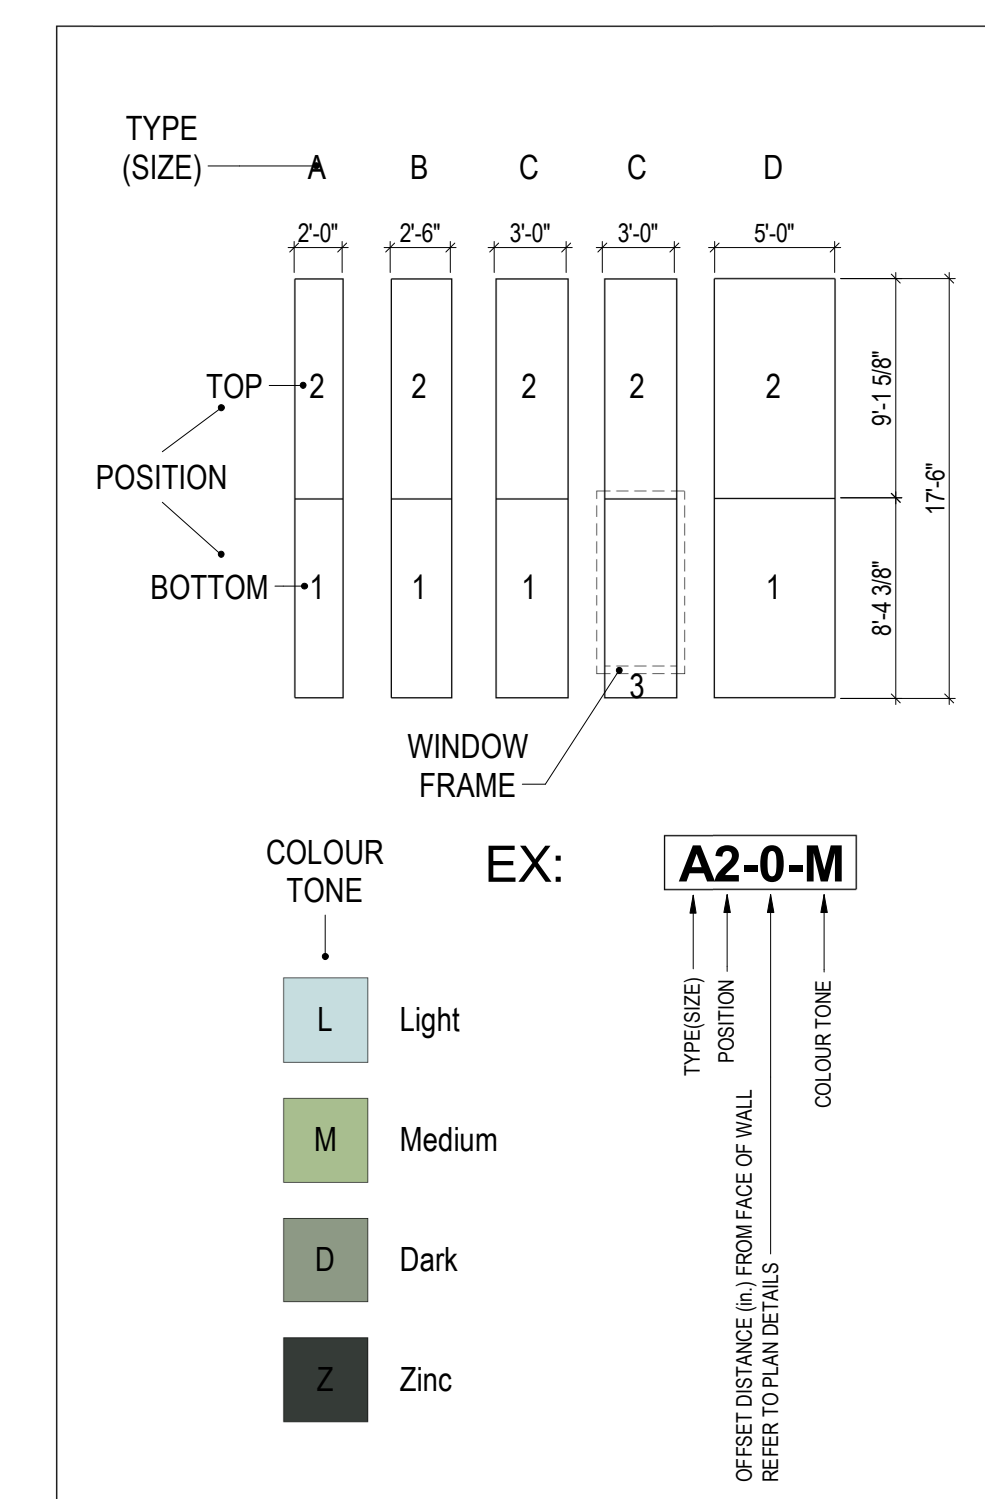 TYPE
(SIZE)
A
B
C
C
D
2'-0"
2'-6"
3'-0"
3'-0"
5'-0"
TOP
2
2
2
2
2
9'-1 5/8"
POSITION
17'-6"
BOTTOM
1
1
1
1
8'-4 3/8"
3
WINDOW
FRAME
COLOUR
TONE
EX:
A2-0-M
L
Light
M
Medium
D
Dark
Z
Zinc
TYPE(SIZE)
POSITION
OFFSET DISTANCE (in.) FROM FACE OF WALL
REFER TO PLAN DETAILS
COLOUR TONE